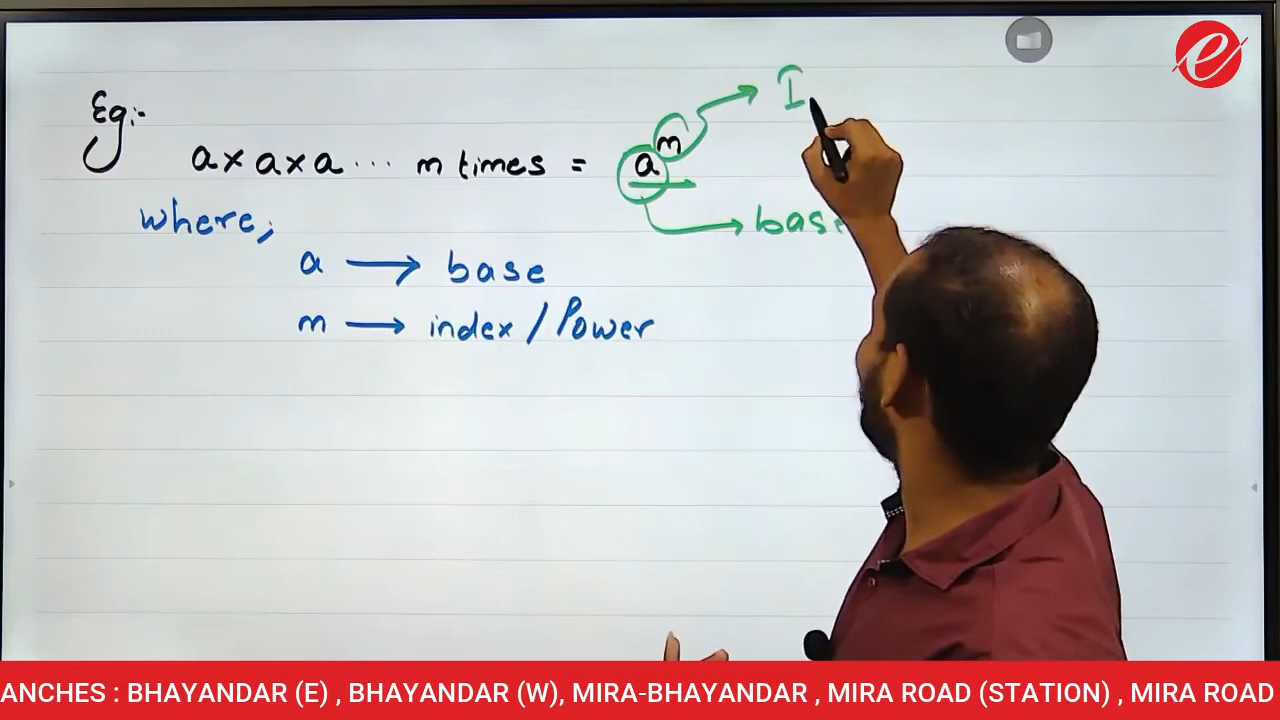 Eg:-
a × a × a ... m times = aᵐ
I
where,
base
a → base
m → index / Power
ANCHES : BHAYANDAR (E) , BHAYANDAR (W), MIRA-BHAYANDAR , MIRA ROAD (STATION) , MIRA ROAD